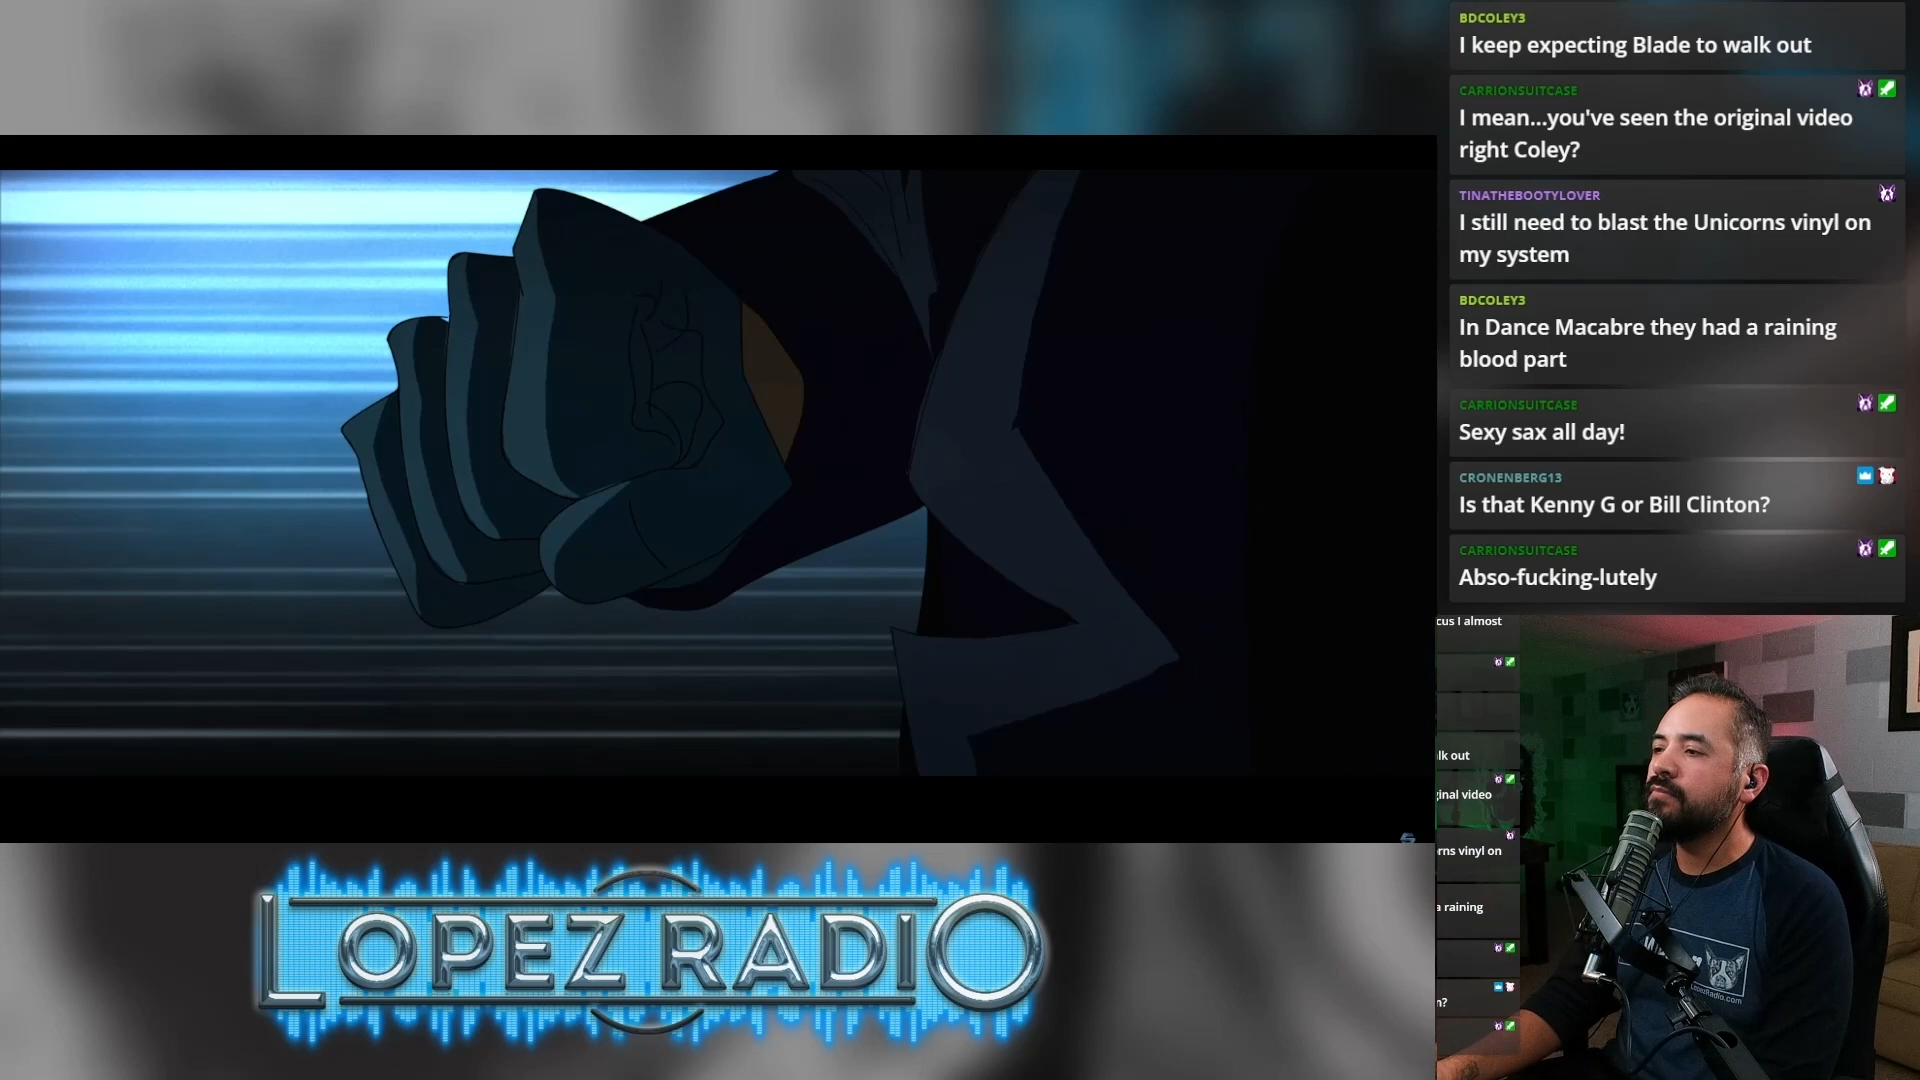 BDCOLEY3
I keep expecting Blade to walk out
CARRIONSUITCASE
I mean...you've seen the original video
right Coley?
TINATHEBOOTYLOVER
I still need to blast the Unicorns vinyl on
my system
BDCOLEY3
In Dance Macabre they had a raining
blood part
CARRIONSUITCASE
Sexy sax all day!
CRONENBERG13
Is that Kenny G or Bill Clinton?
CARRIONSUITCASE
Abso-fucking-lutely
cus I almost
lk out
ginal video
rns vinyl on
a raining
n?
LopezRadio.com
LOPEZ RADIO